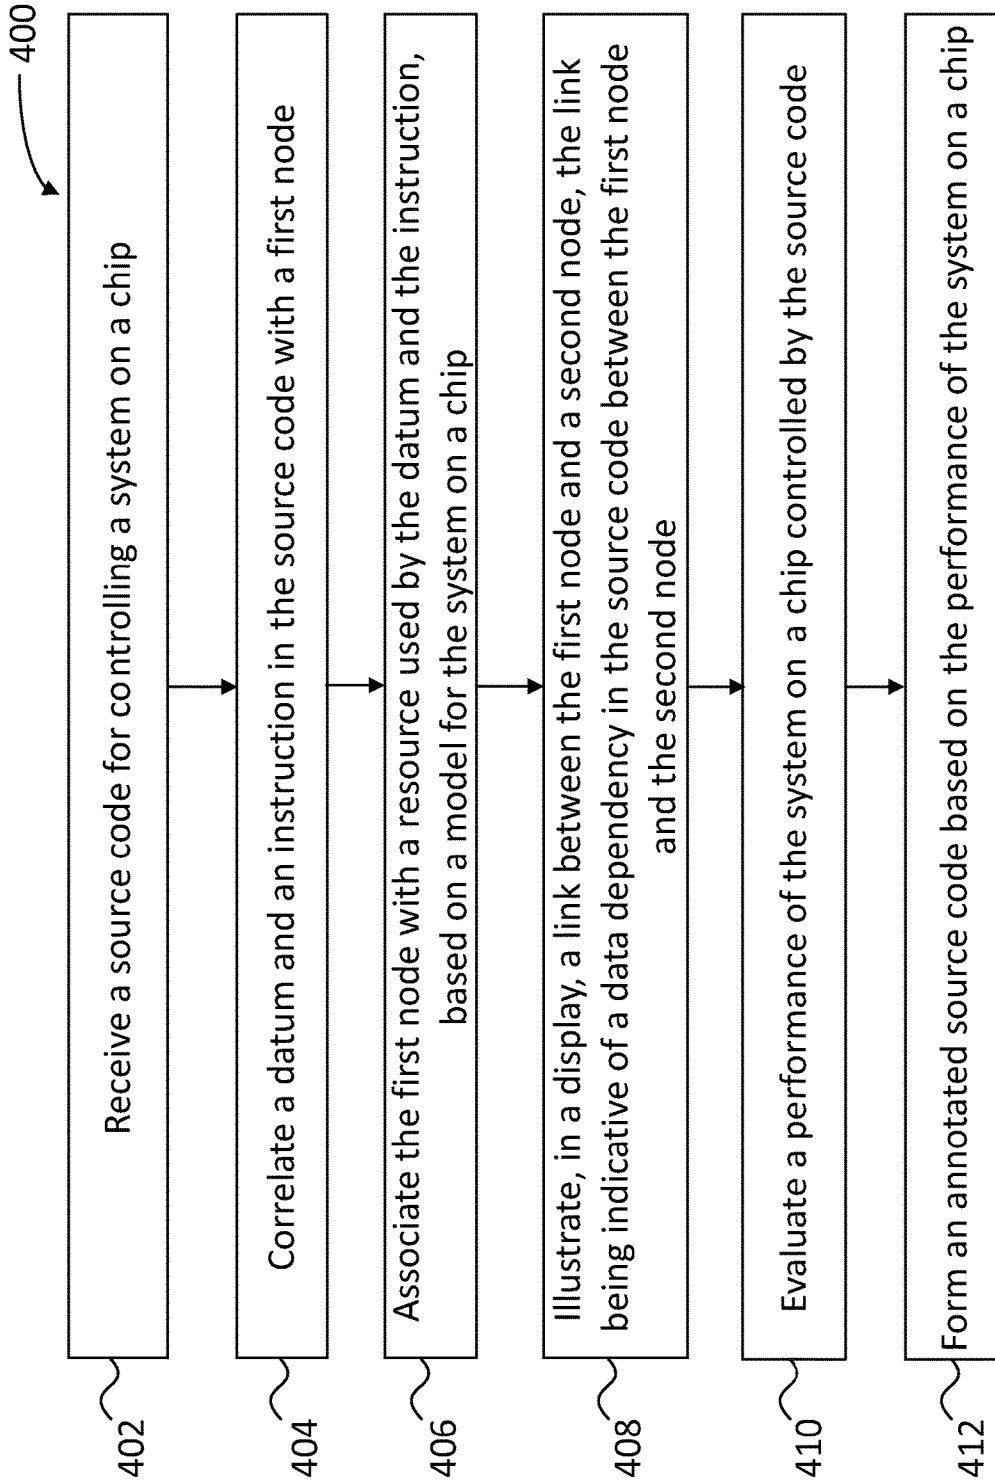 400
402
Receive a source code for controlling a system on a chip
404
Correlate a datum and an instruction in the source code with a first node
406
Associate the first node with a resource used by the datum and the instruction,
based on a model for the system on a chip
408
Illustrate, in a display, a link between the first node and a second node, the link
being indicative of a data dependency in the source code between the first node
and the second node
410
Evaluate a performance of the system on a chip controlled by the source code
412
Form an annotated source code based on the performance of the system on a chip